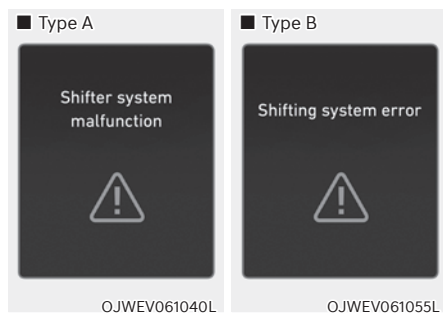 ■ Type A
Shifter system
malfunction
OJWEV061040L
■ Type B
Shifting system error
OJWEV061055L